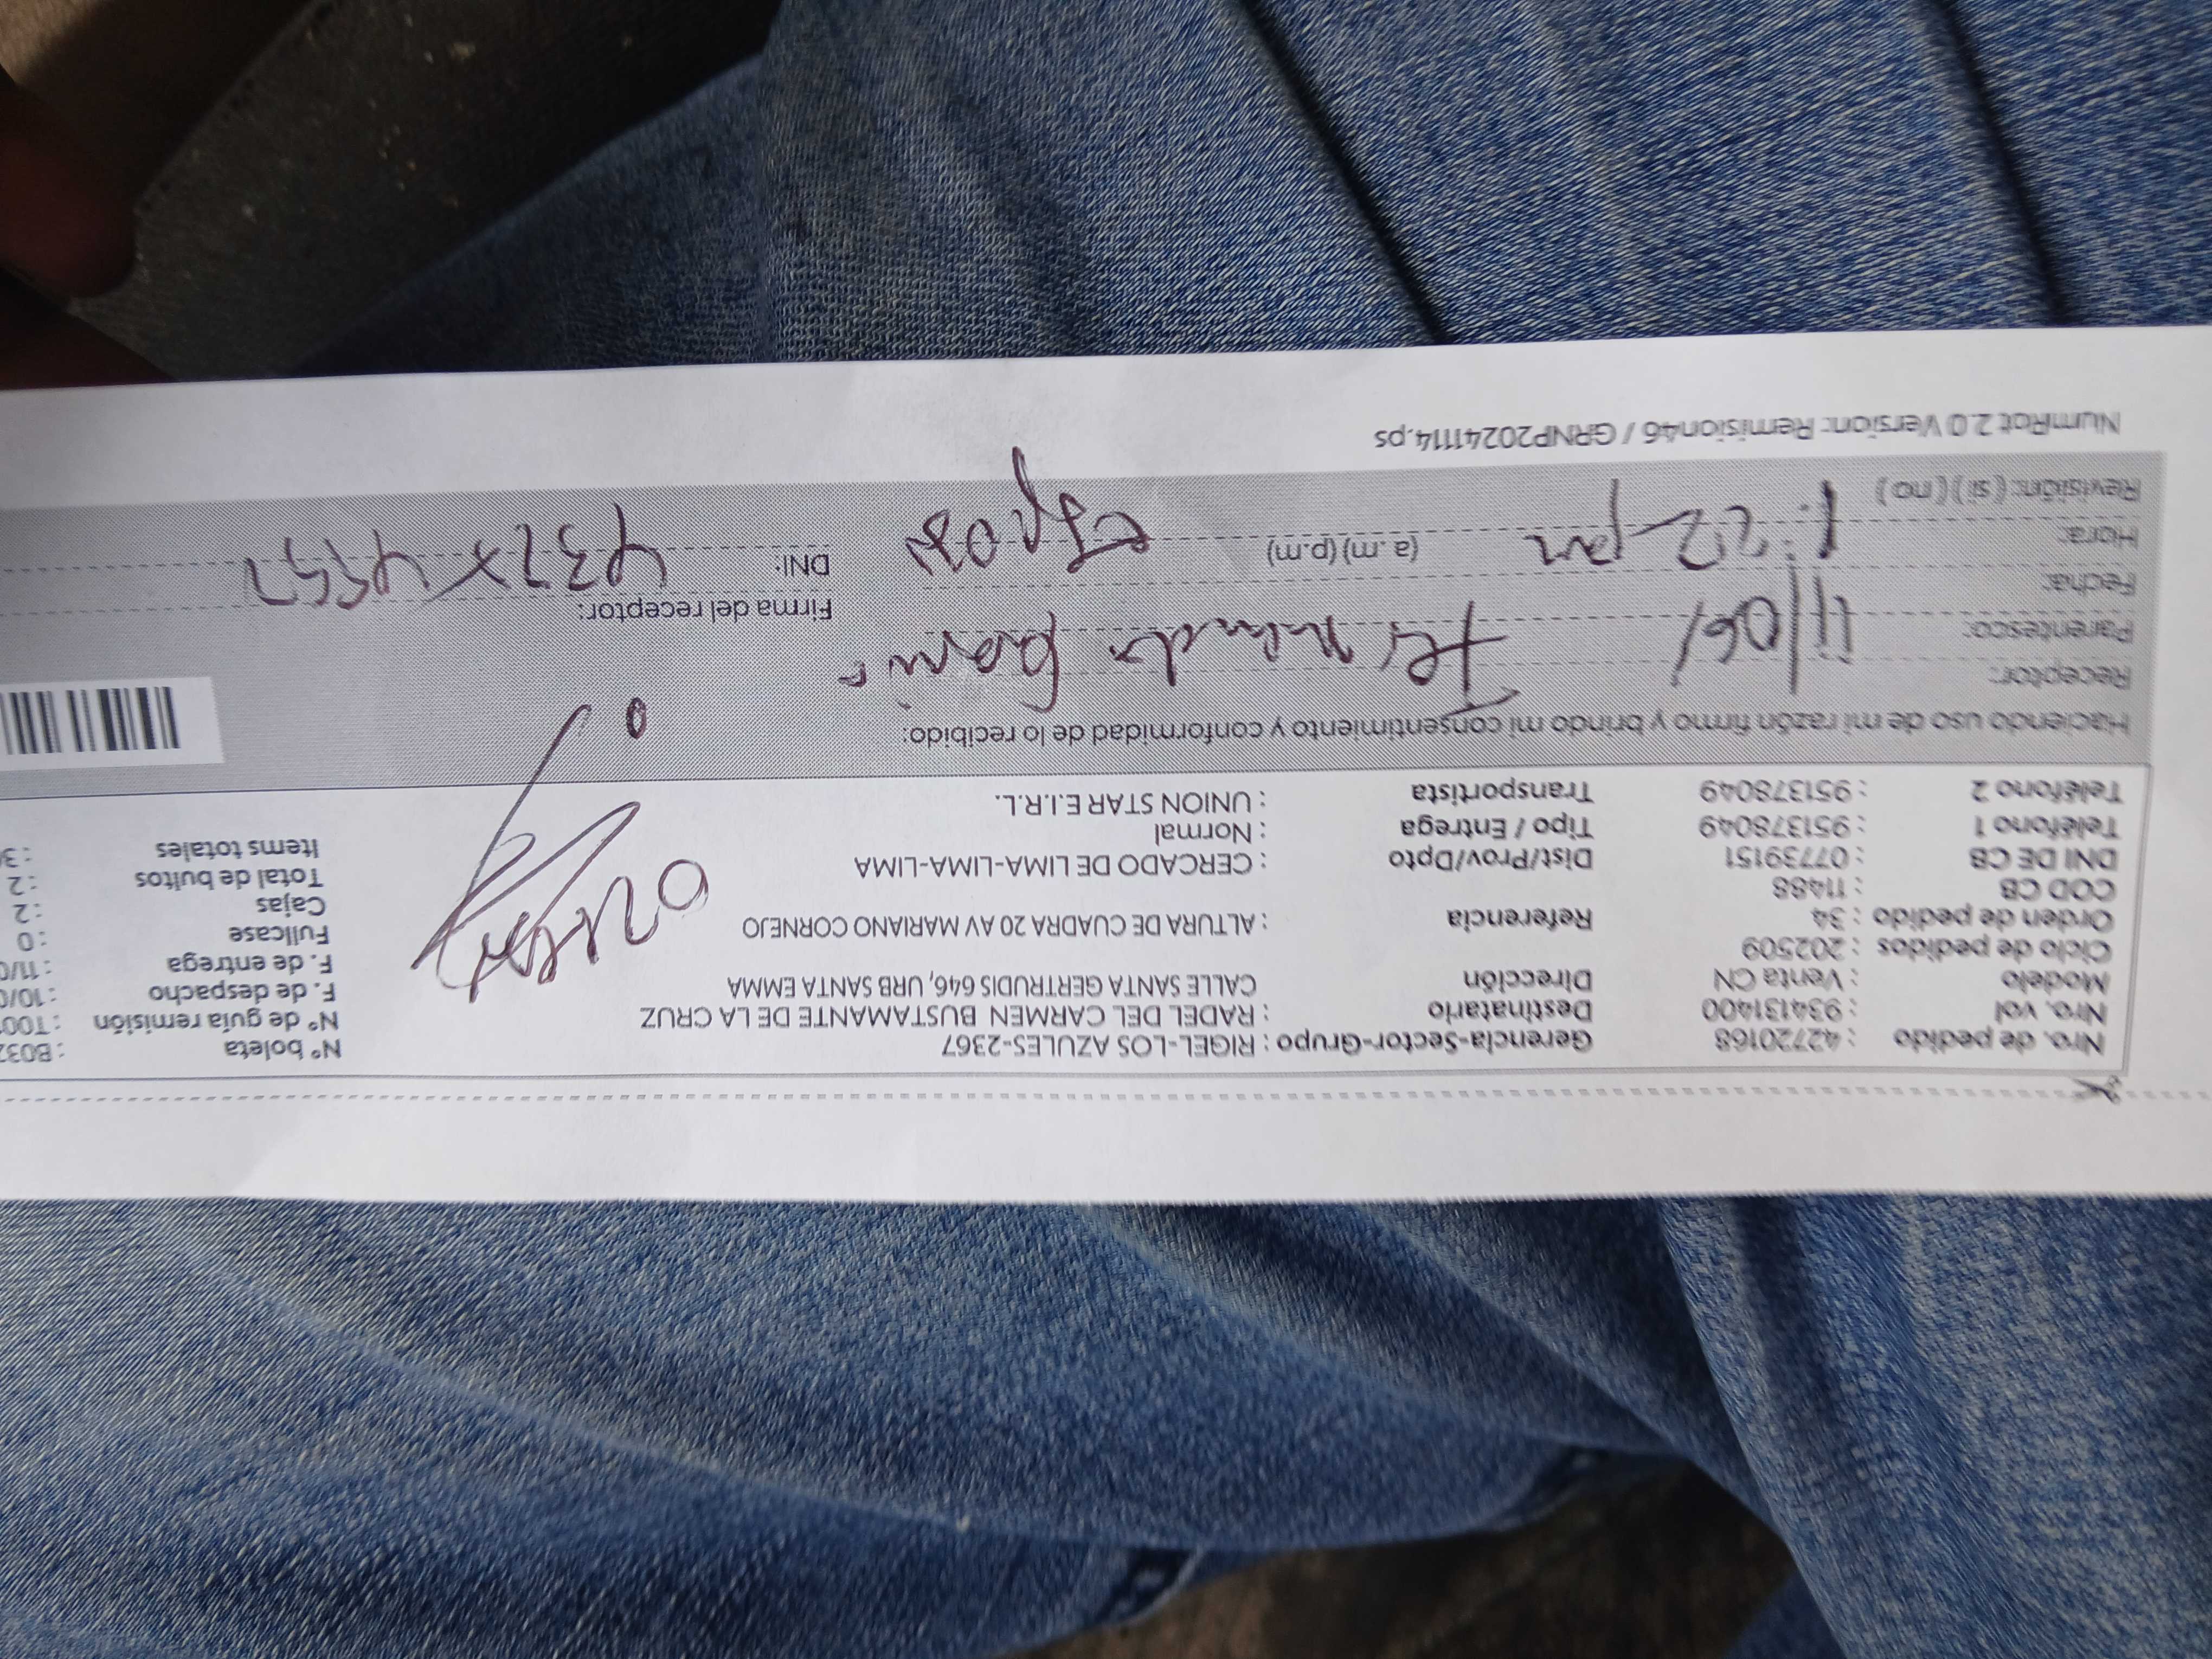 Nro. de pedido : 42720168 Gerencia-Sector-Grupo : RIGEL-LOS AZULES-2367 N° boleta : B032
Nro. vol : 934131400 Destinatario : RADEL DEL CARMEN BUSTAMANTE DE LA CRUZ N° de guía remisión : T001
Modelo : Venta CN Dirección CALLE SANTA GERTRUDIS 646, URB SANTA EMMA F. de despacho : 10/0
Ciclo de pedidos : 202509 F. de entrega : 11/0
Orden de pedido : 34 Referencia : ALTURA DE CUADRA 20 AV MARIANO CORNEJO Fullcase : 0
COD CB : 11488 Cajas : 2
DNI DE CB : 07739151 Dist/Prov/Dpto : CERCADO DE LIMA-LIMA-LIMA Total de bultos : 2
Teléfono 1 : 951378049 Tipo / Entrega : Normal Items totales : 3
Teléfono 2 : 951378049 Transportista : UNION STAR E.I.R.L.
Haciendo uso de mi razón firmo y brindo mi consentimiento y conformidad de lo recibido:
Receptor:
Parentesco: 11/06/ Fernando
Fecha: Firma del receptor:
Hora: 1:22 pm (a.m)(p.m) Esposo DNI:
Revisión: (si) (no)
NumRot 2.0 Version: Remision46 / GRNP20241114.ps